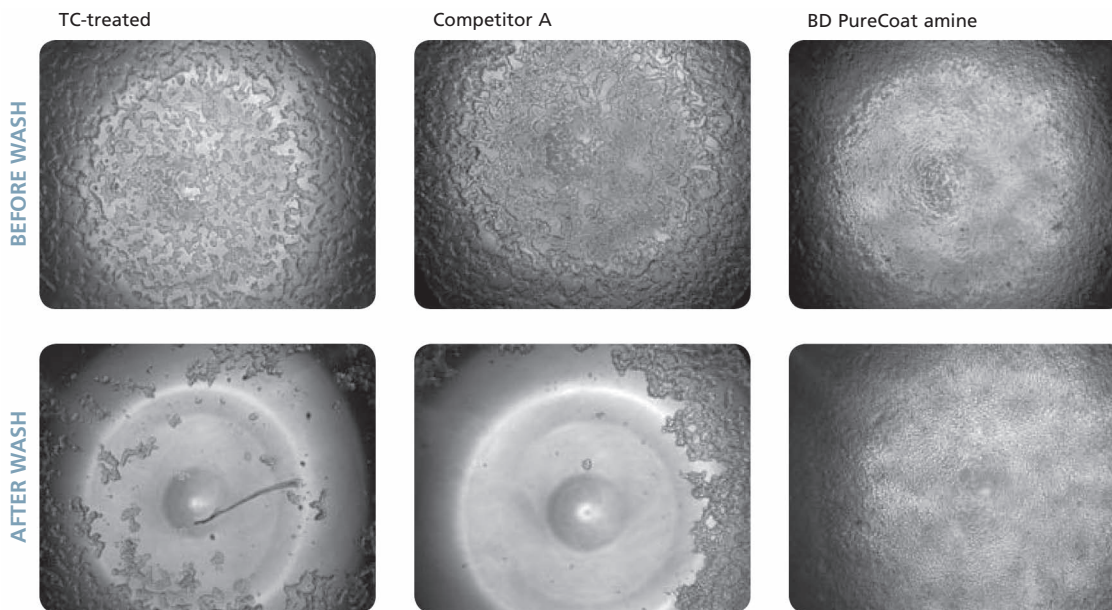 TC-treated
Competitor A
BD PureCoat amine
BEFORE WASH
AFTER WASH